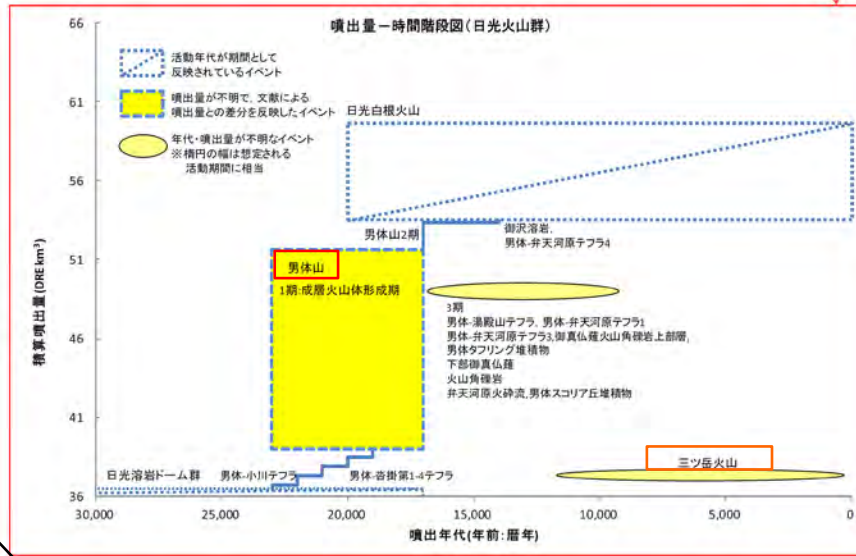 噴出量－時間階段図(日光火山群)
66
61
56
51
46
41
36
積算噴出量(DRE km³)
活動年代が期間として
反映されているイベント
噴出量が不明で、文献による
噴出量との差分を反映したイベント
年代・噴出量が不明なイベント
※楕円の幅は想定される
活動期間に相当
日光白根火山
男体山2期
御沢溶岩、
男体-弁天河原テフラ4
男体山
1期:成層火山体形成期
3期
男体-湯殿山テフラ、男体-弁天河原テフラ1
男体-弁天河原テフラ3,御真仏薙火山角礫岩上部層,
男体タフリング堆積物
下部御真仏薙
火山角礫岩
弁天河原火砕流,男体スコリア丘堆積物
三ツ岳火山
日光溶岩ドーム群
男体-小川テフラ
男体-沓掛第1-4テフラ
30,000
25,000
20,000
15,000
10,000
5,000
0
噴出年代(年前:暦年)